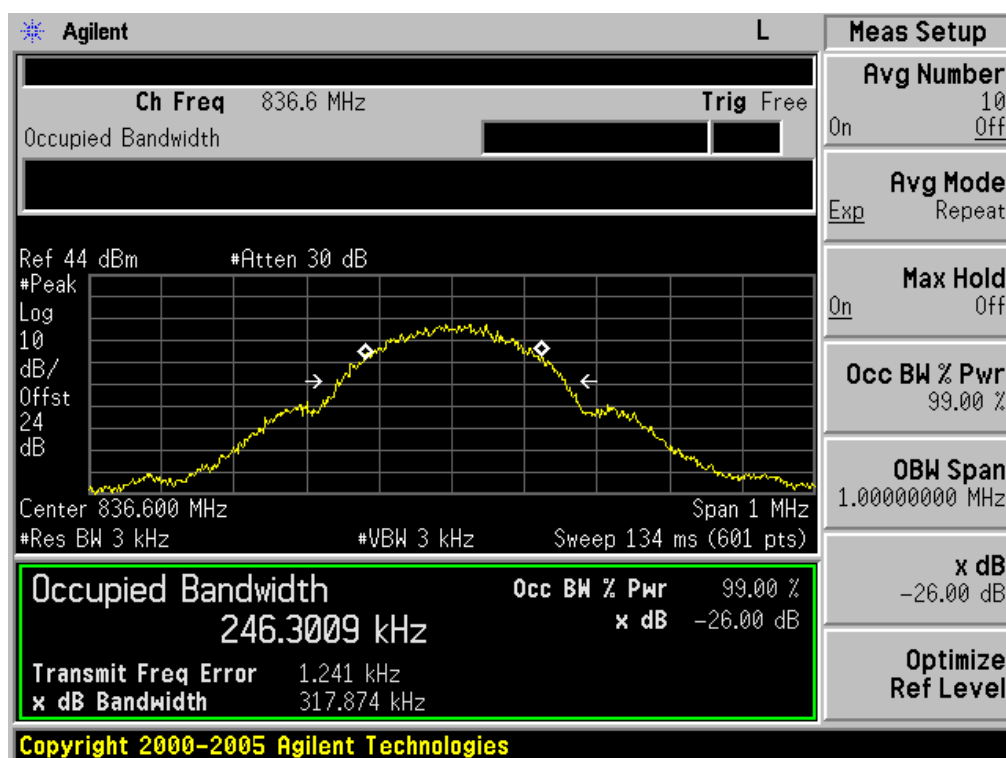 Agilent L Meas Setup
Ch Freq 836.6 MHz Trig Free
Occupied Bandwidth
Ref 44 dBm #Atten 30 dB
#Peak
Log
10
dB/
Offst
24
dB
Center 836.600 MHz Span 1 MHz
#Res BW 3 kHz #VBW 3 kHz Sweep 134 ms (601 pts)
Occupied Bandwidth Occ BW % Pwr 99.00 %
246.3009 kHz x dB -26.00 dB
Transmit Freq Error 1.241 kHz
x dB Bandwidth 317.874 kHz
Copyright 2000-2005 Agilent Technologies
Avg Number
10
On Off
Avg Mode
Exp Repeat
Max Hold
On Off
Occ BW % Pwr
99.00 %
OBW Span
1.00000000 MHz
x dB
-26.00 dB
Optimize
Ref Level